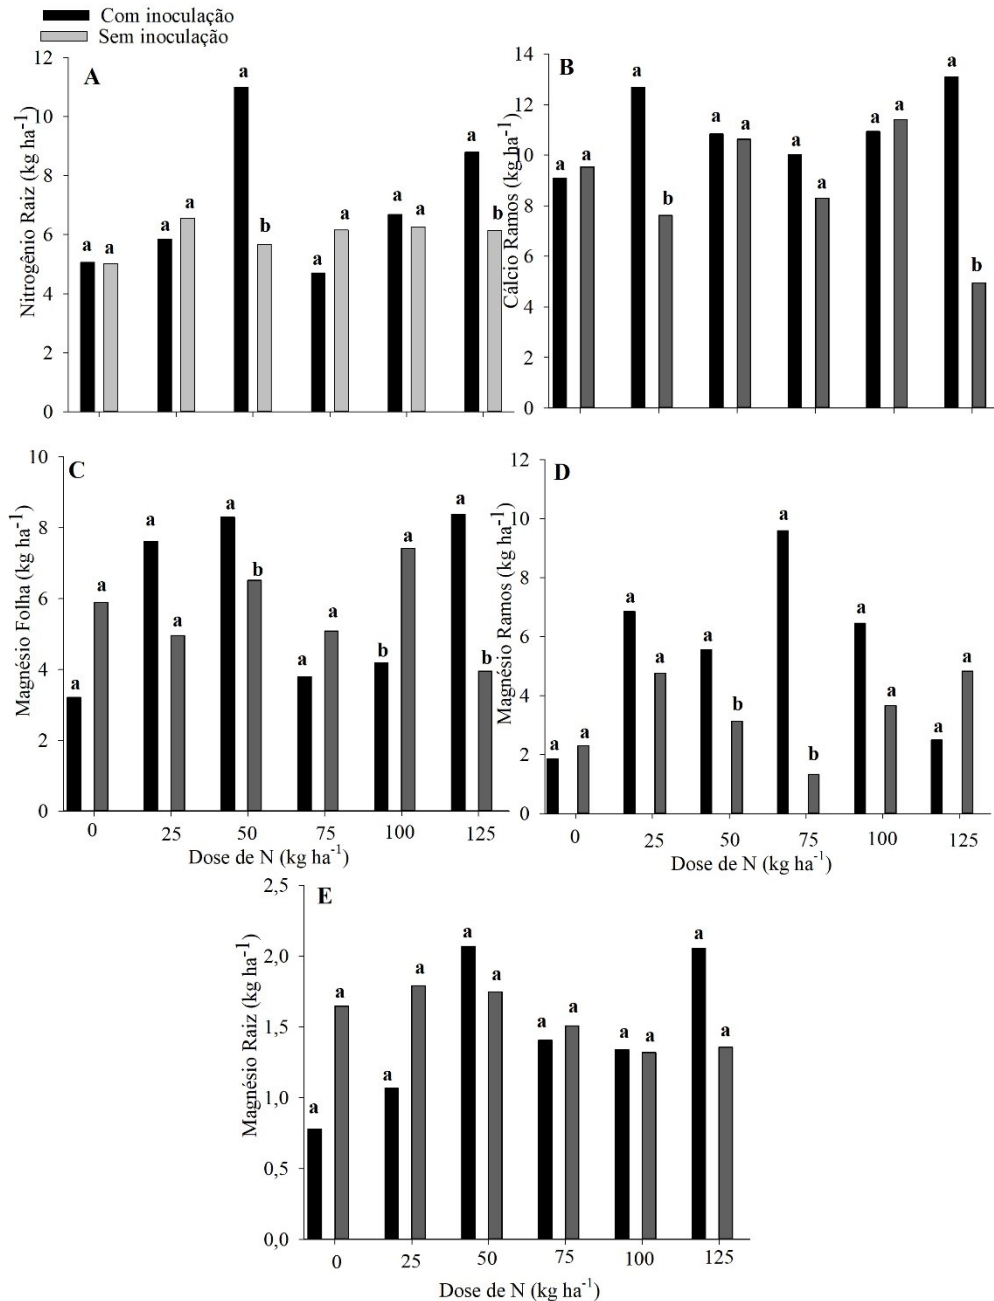 Com inoculação
Sem inoculação
A
Nitrogênio Raiz (kg ha⁻¹)
12
10
8
6
4
2
0
a a
a a
a b
a a
a a
a b
B
Cálcio Ramos (kg ha⁻¹)
14
12
10
8
6
4
2
0
a a
a b
a a
a a
a a
a b
C
Magnésio Folha (kg ha⁻¹)
10
8
6
4
2
0
a a
a a
a b
a a
b a
a b
0 25 50 75 100 125
Dose de N (kg ha⁻¹)
D
Magnésio Ramos (kg ha⁻¹)
12
10
8
6
4
2
0
a a
a a
a b
a b
a a
a a
0 25 50 75 100 125
Dose de N (kg ha⁻¹)
E
Magnésio Raiz (kg ha⁻¹)
2,5
2,0
1,5
1,0
0,5
0,0
a a
a a
a a
a a
a a
a a
0 25 50 75 100 125
Dose de N (kg ha⁻¹)